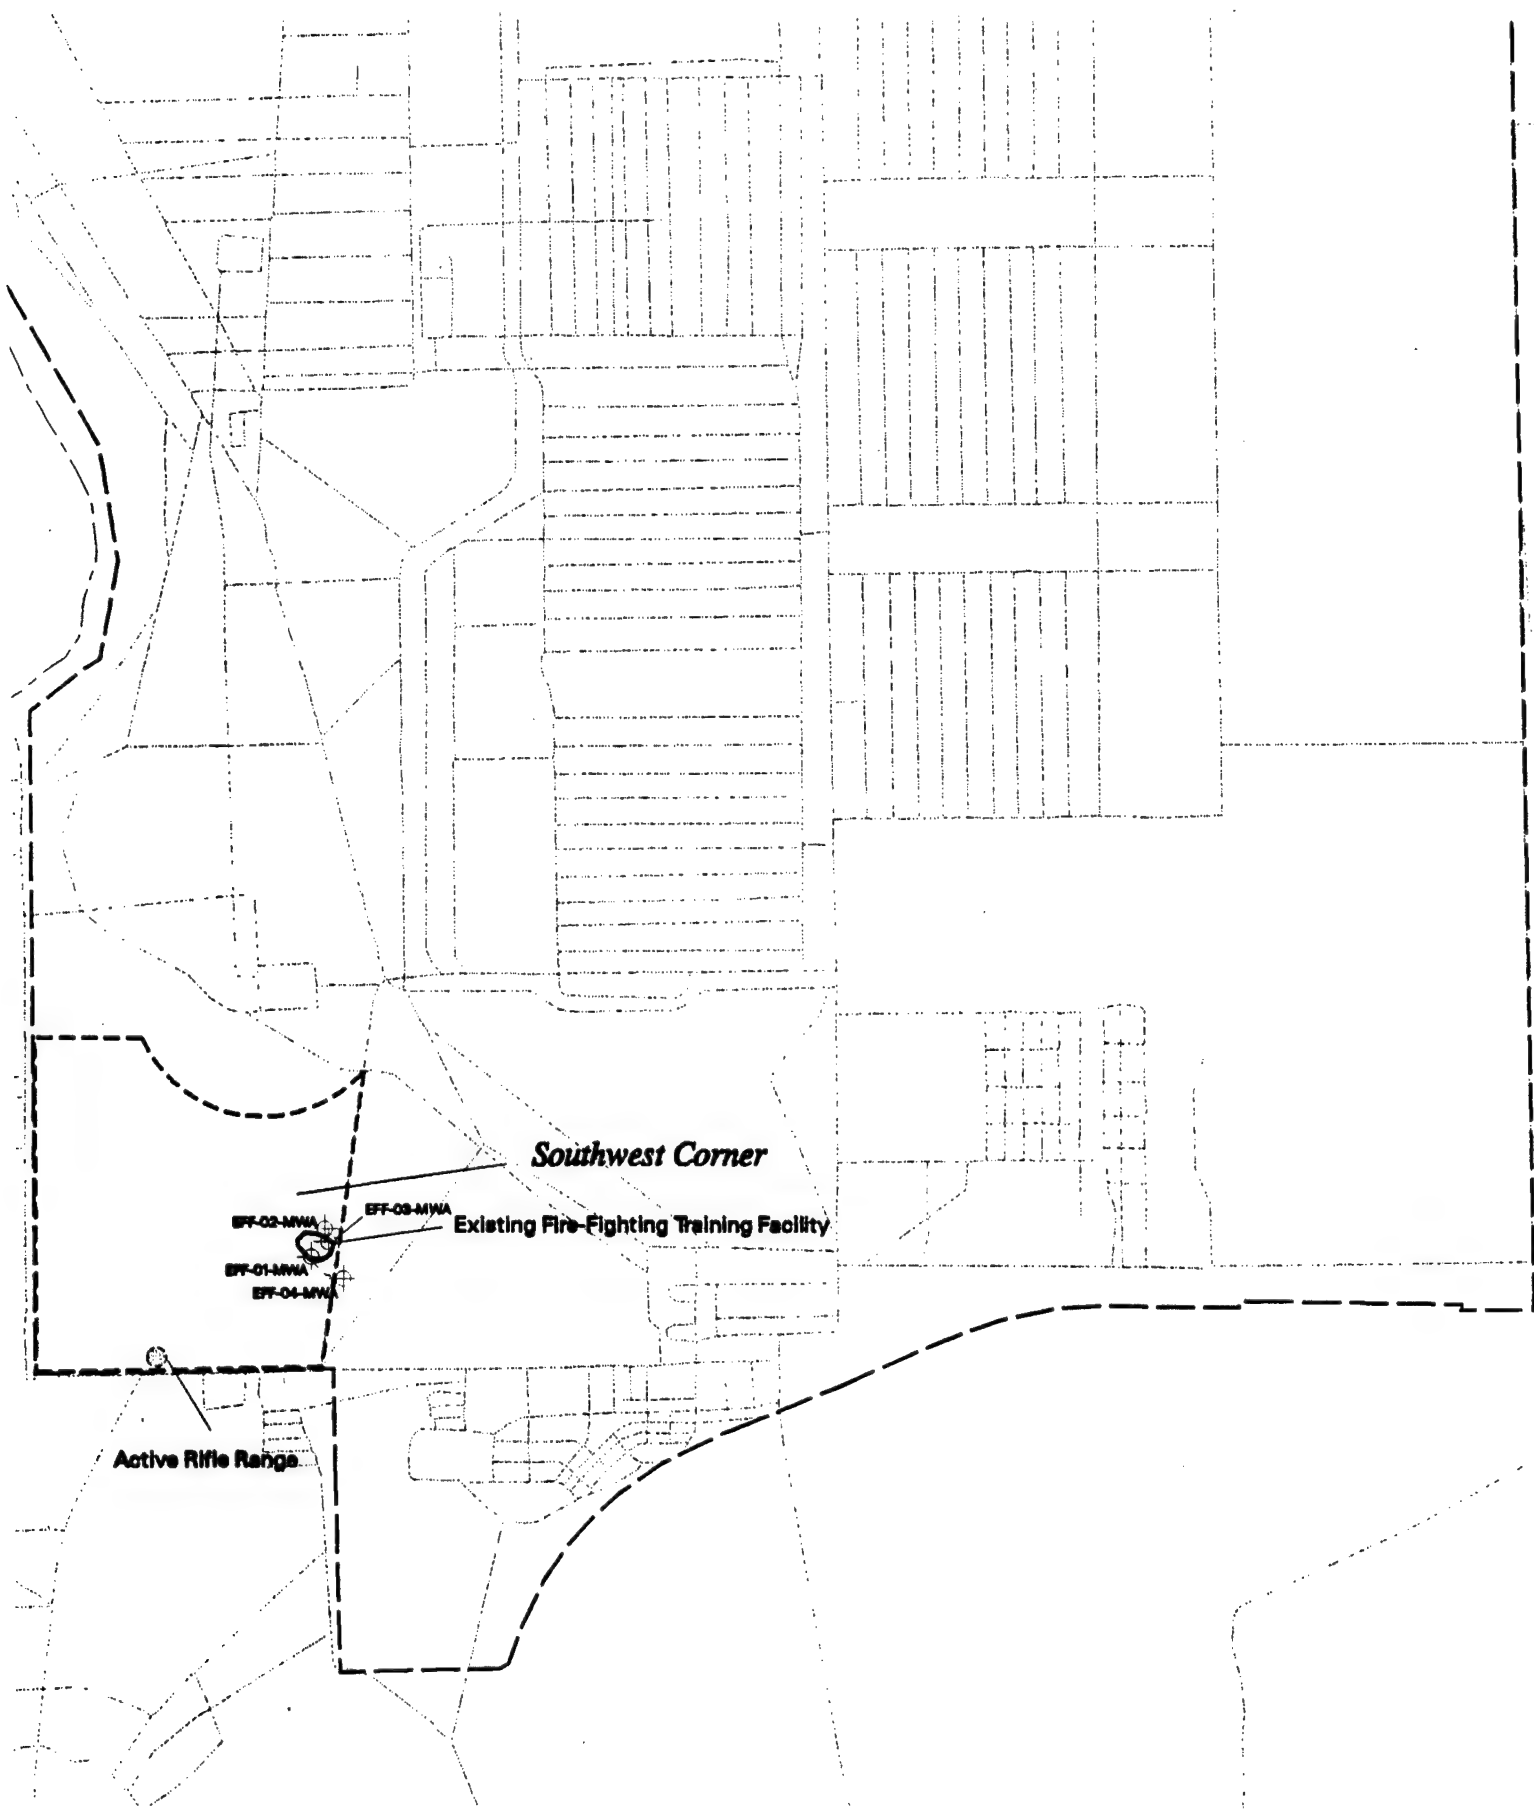 Southwest Corner
EFF-03-MWA
EFF-02-MWA
Existing Fire-Fighting Training Facility
EFF-01-MWA
EFF-04-MWA
Active Rifle Range